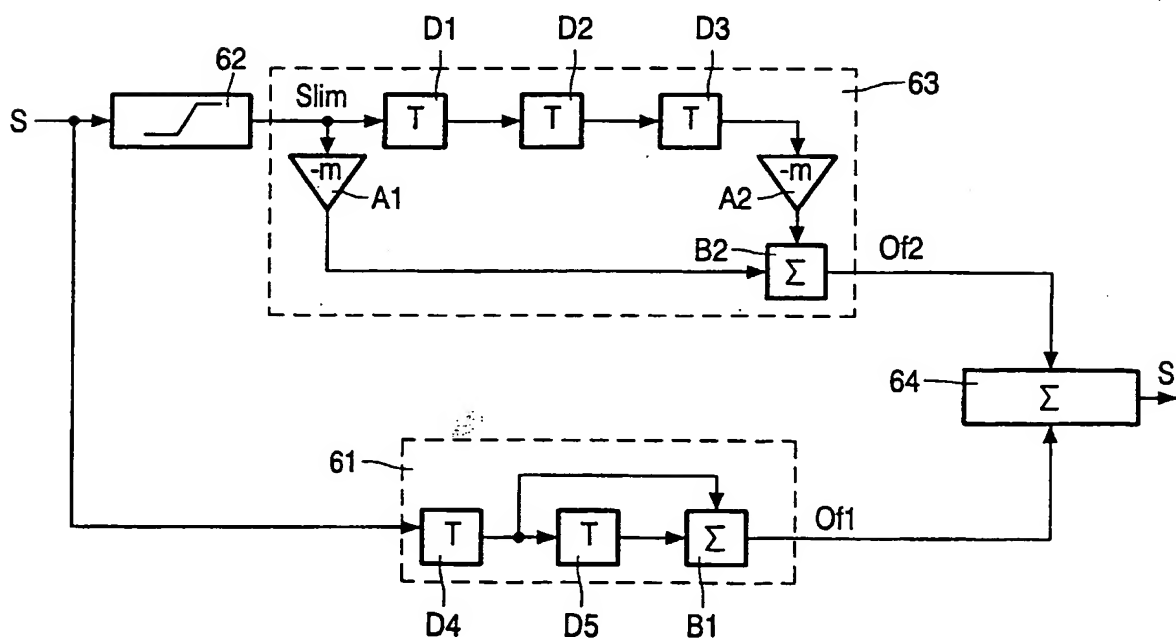 D1 D2 D3
62
63
S
Slim
T T T
-m -m
A1 A2
B2 Of2
Σ
64 S
Σ
61
T T Σ Of1
D4 D5 B1